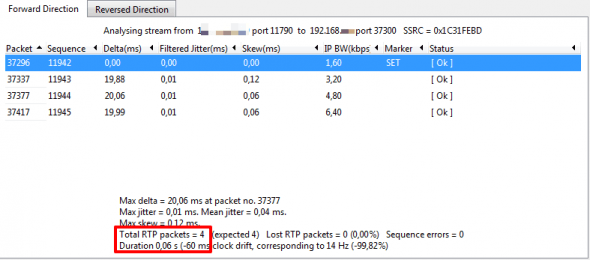 Forward Direction Reversed Direction
Analysing stream from port 11790 to 192.168. port 37300 SSRC = 0x1C31FEBD
Packet Sequence Delta(ms) Filtered Jitter(ms) Skew(ms) IP BW(kbps) Marker Status
37296 11942 0,00 0,00 0,00 1,60 SET [ Ok ]
37337 11943 19,88 0,01 0,12 3,20 [ Ok ]
37377 11944 20,06 0,01 0,06 4,80 [ Ok ]
37417 11945 19,99 0,01 0,06 6,40 [ Ok ]
Max delta = 20,06 ms at packet no. 37377
Max jitter = 0,01 ms. Mean jitter = 0,04 ms.
Max skew = 0,12 ms.
Total RTP packets = 4 (expected 4) Lost RTP packets = 0 (0,00%) Sequence errors = 0
Duration 0,06 s (-60 ms clock drift, corresponding to 14 Hz (-99,82%)